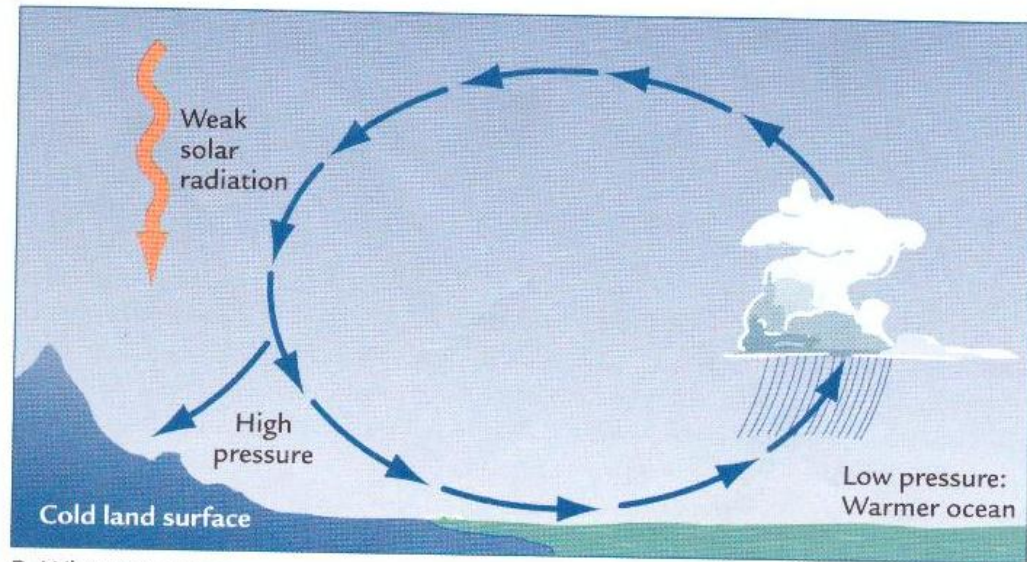 Weak
solar
radiation
High
pressure
Low pressure:
Warmer ocean
Cold land surface